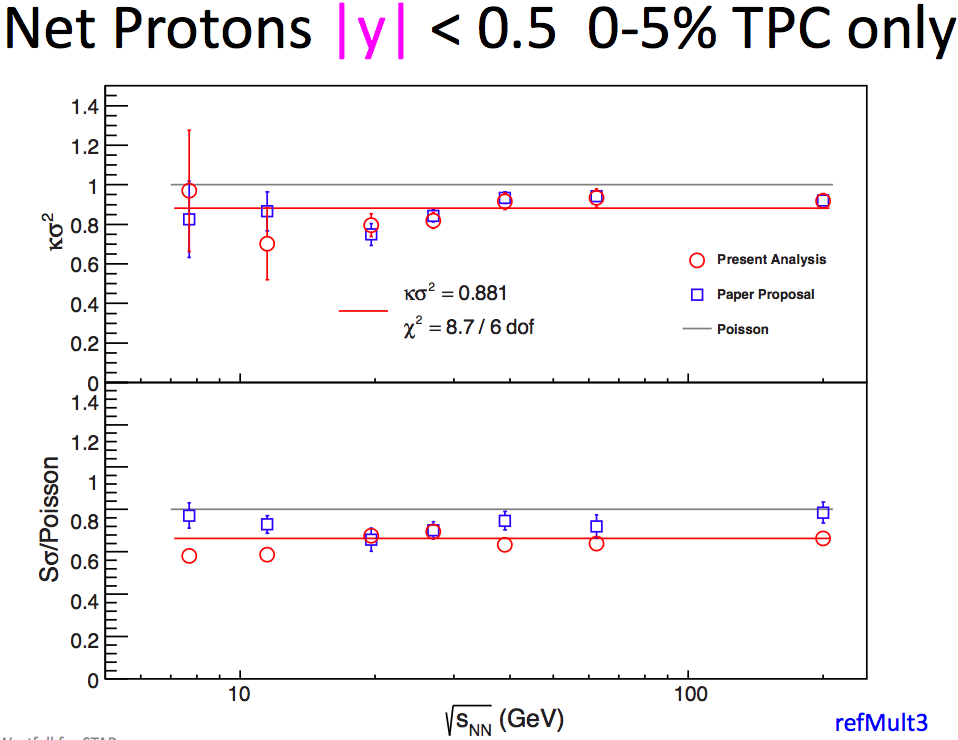 Net Protons |y| < 0.5 0-5% TPC only
1.4
1.2
1
0.8
0.6
0.4
0.2
0
κσ²
Present Analysis
Paper Proposal
Poisson
κσ² = 0.881
χ² = 8.7 / 6 dof
1.4
1.2
1
0.8
0.6
0.4
0.2
0
Sσ/Poisson
10
100
√sNN (GeV)
refMult3
for STAR